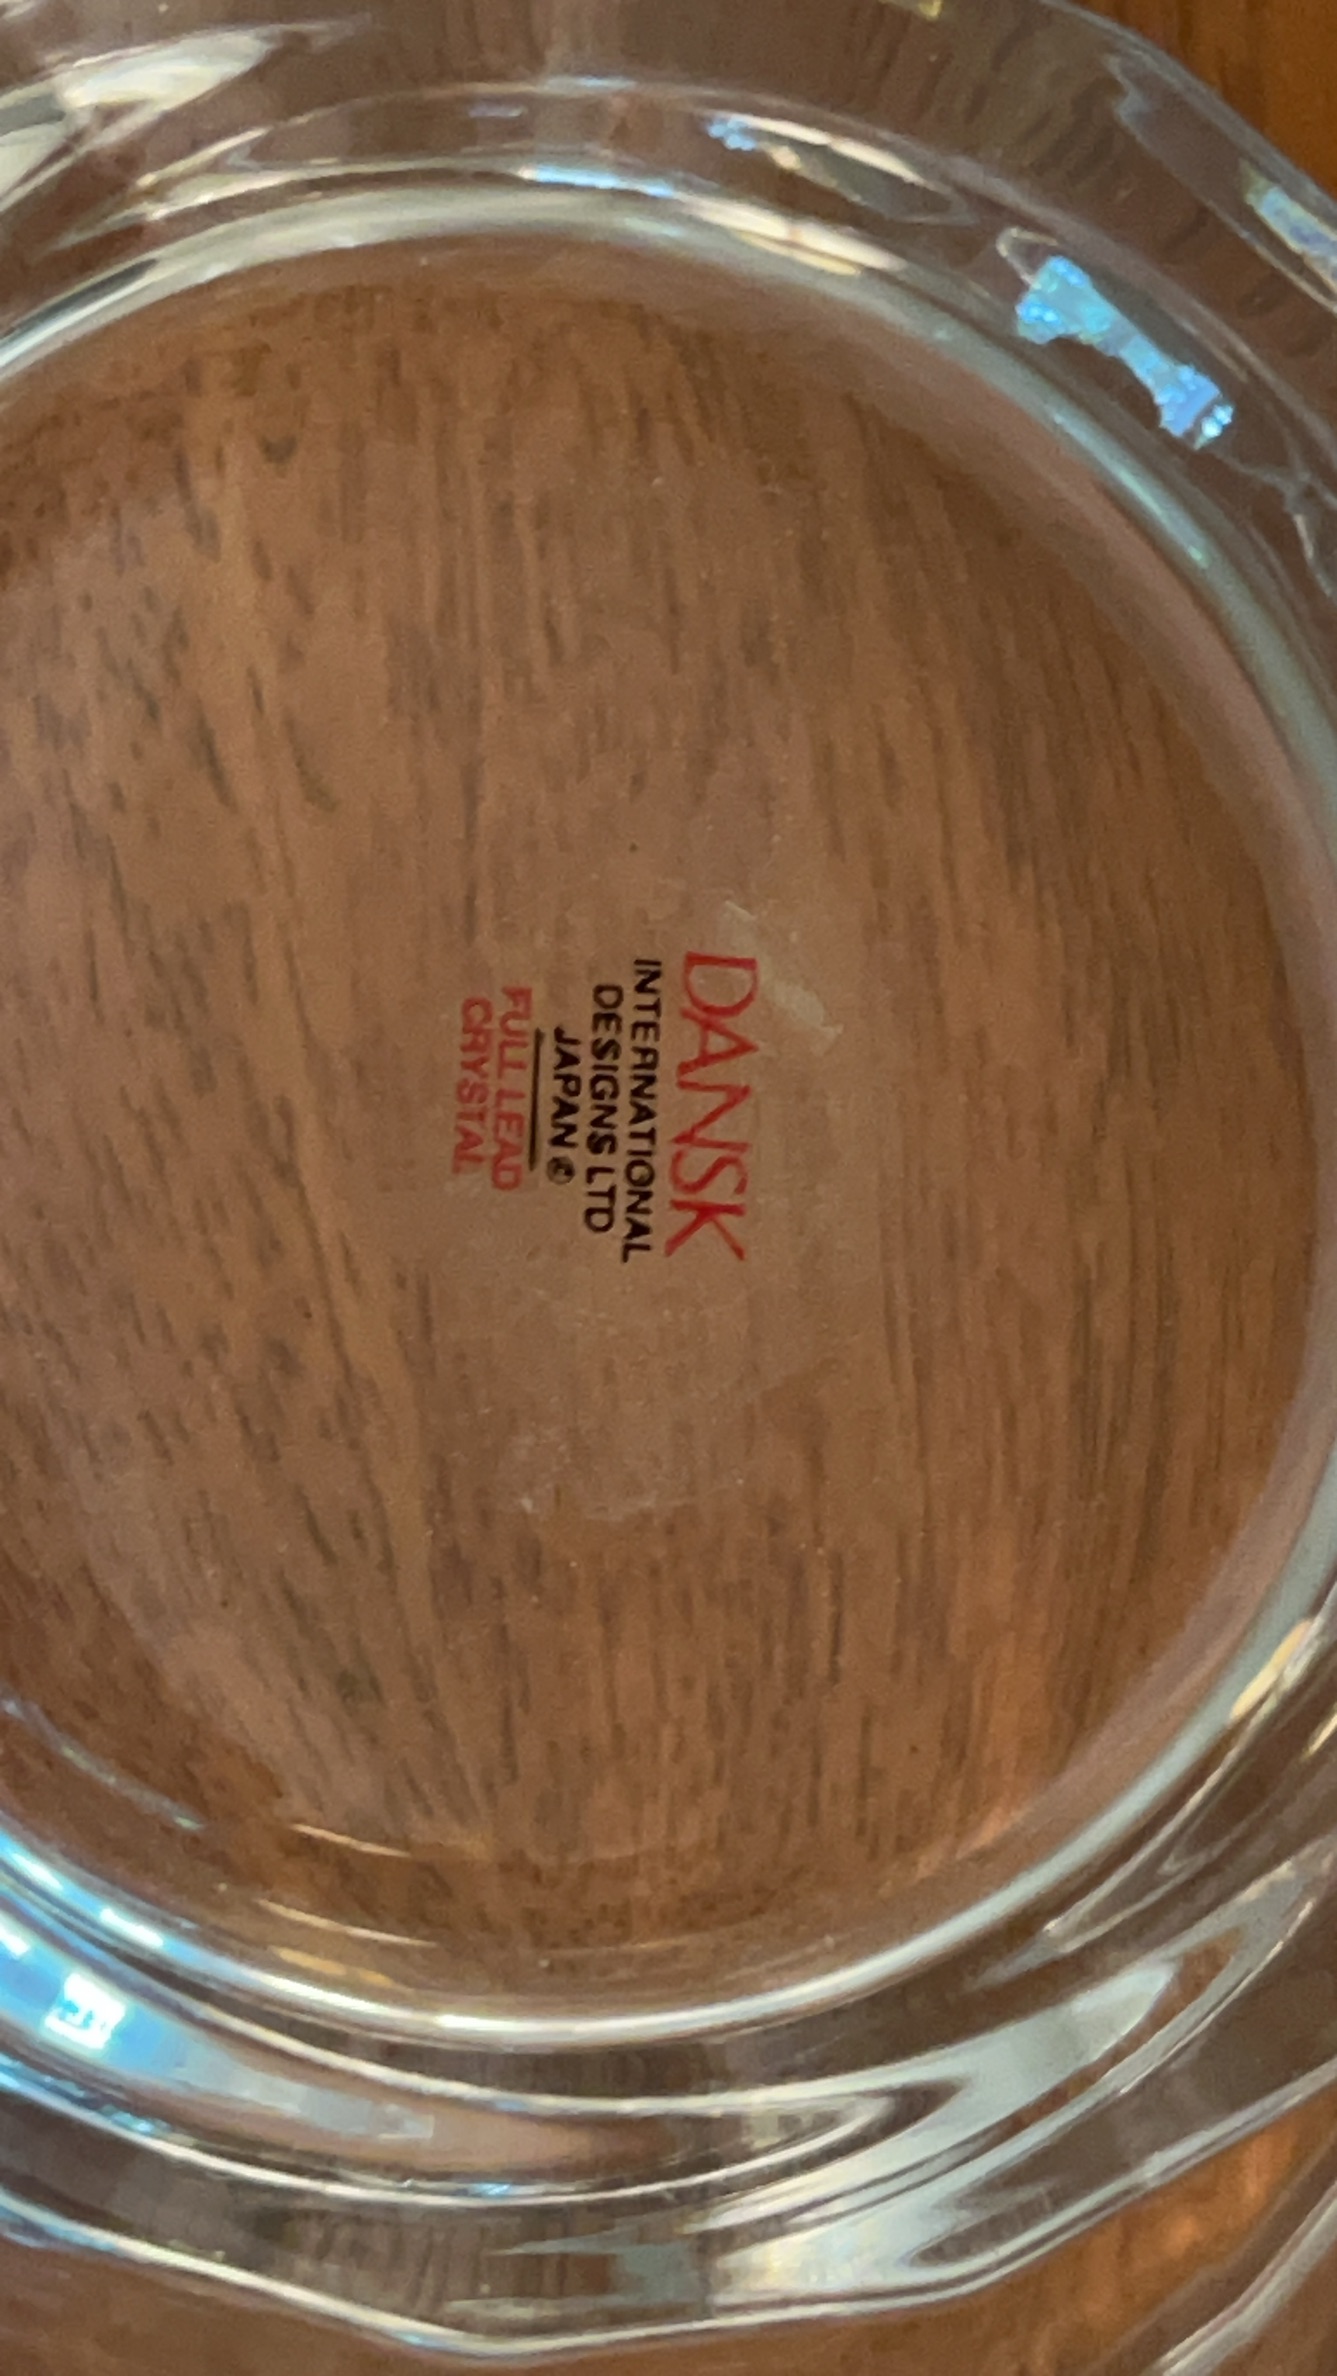 DANSK
INTERNATIONAL
DESIGNS LTD
JAPAN ©
FULL LEAD
CRYSTAL